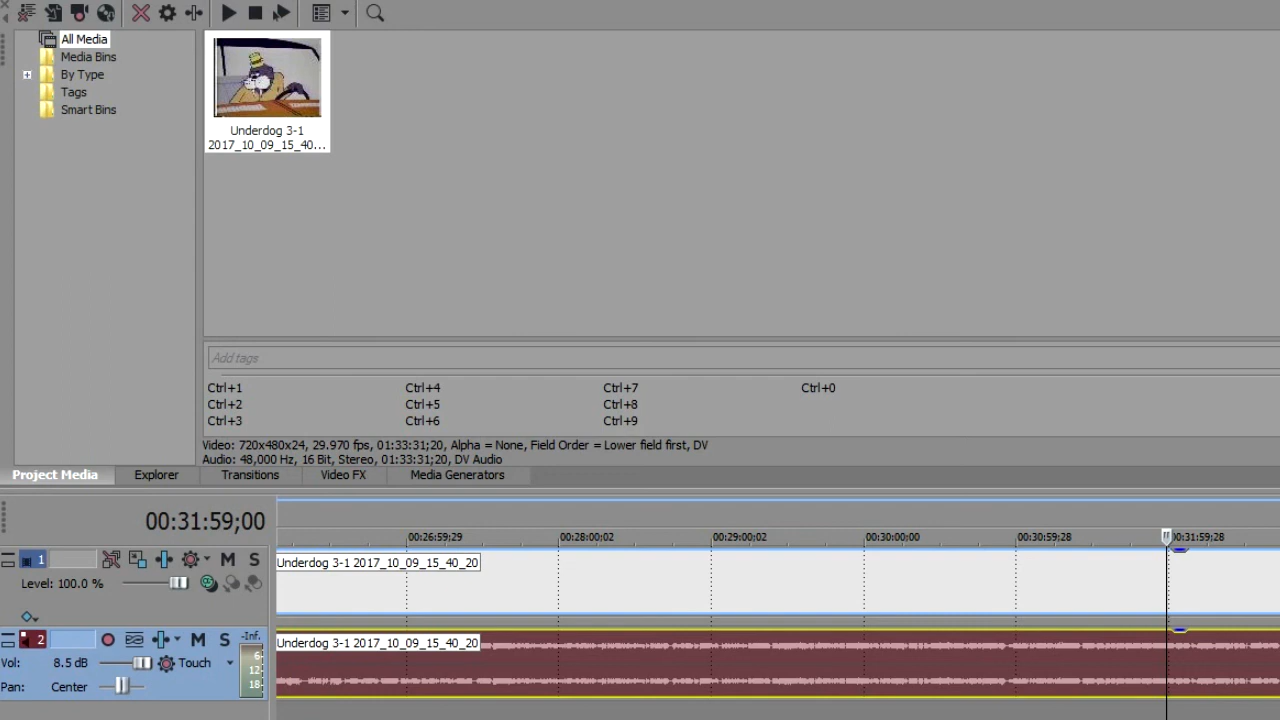 All Media
Media Bins
By Type
Tags
Smart Bins
Underdog 3-1
2017_10_09_15_40...
Add tags
Ctrl+1 Ctrl+4 Ctrl+7 Ctrl+0
Ctrl+2 Ctrl+5 Ctrl+8
Ctrl+3 Ctrl+6 Ctrl+9
Video: 720x480x24, 29.970 fps, 01:33:31;20, Alpha = None, Field Order = Lower field first, DV
Audio: 48,000 Hz, 16 Bit, Stereo, 01:33:31;20, DV Audio
Project Media Explorer Transitions Video FX Media Generators
00:31:59;00
00:26:59;29 00:28:00;02 00:29:00;02 00:30:00;00 00:30:59;28 00:31:59;28
1 M S
Underdog 3-1 2017_10_09_15_40_20
Level: 100.0 %
2 M S -Inf.
Underdog 3-1 2017_10_09_15_40_20
Vol: 8.5 dB Touch 6
12
Pan: Center 18